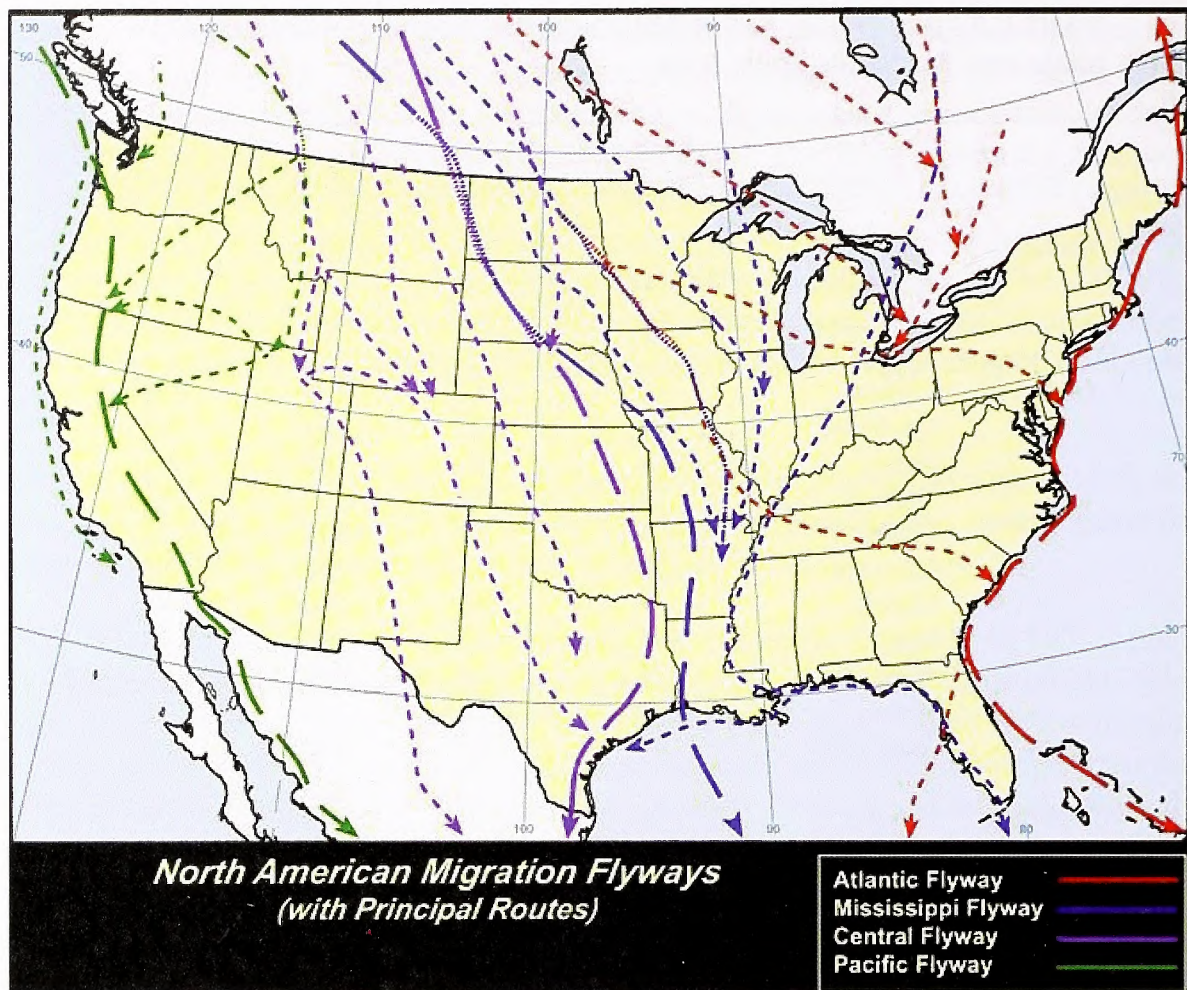 130
120
110
100
90
50
40
40
70
30
100
90
80
North American Migration Flyways
(with Principal Routes)
Atlantic Flyway
Mississippi Flyway
Central Flyway
Pacific Flyway